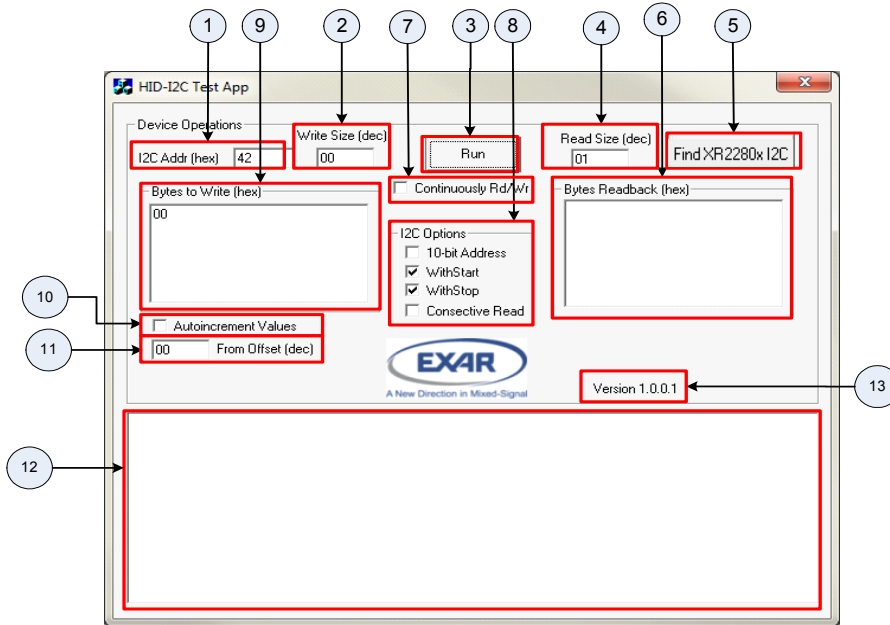 1 9 2 7 3 8 4 6 5
HID-I2C Test App
Device Operations
I2C Addr (hex) 42
Write Size (dec)
00
Run
Read Size (dec)
01
Find XR2280x I2C
Bytes to Write (hex)
00
Continuously Rd/Wr
Bytes Readback (hex)
I2C Options
10-bit Address
WithStart
WithStop
Consective Read
10
Autoincrement Values
11
00 From Offset (dec)
EXAR
A New Direction in Mixed-Signal
Version 1.0.0.1
13
12